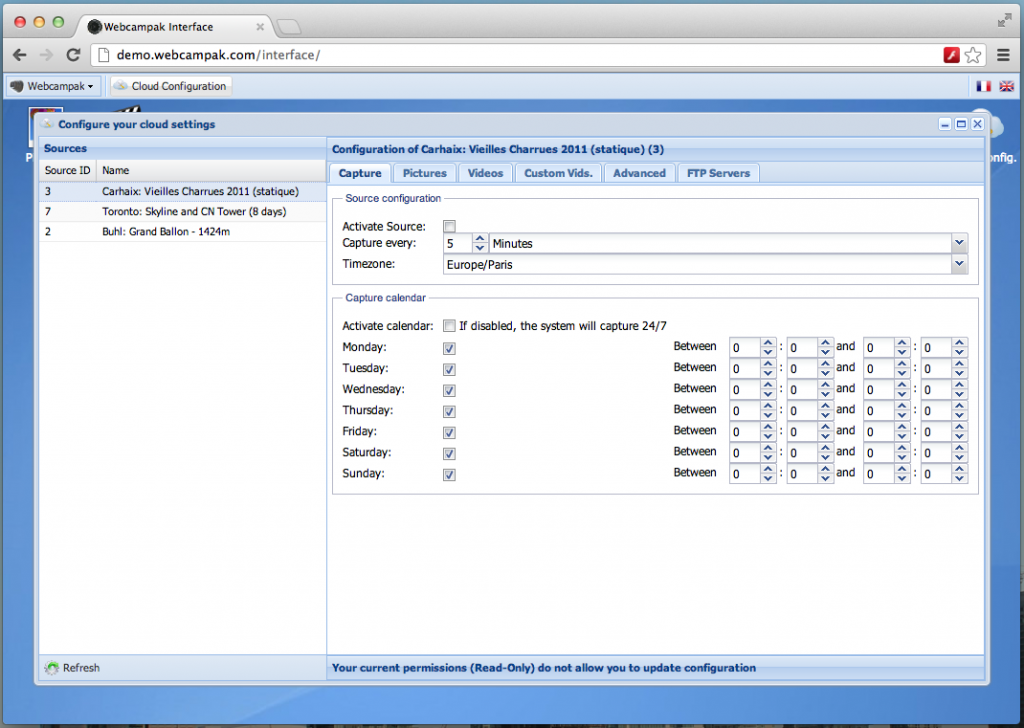 Webcampak Interface
demo.webcampak.com/interface/
Webcampak
Cloud Configuration
Configure your cloud settings
onfig.
Sources
Source ID Name
3 Carhaix: Vieilles Charrues 2011 (statique)
7 Toronto: Skyline and CN Tower (8 days)
2 Buhl: Grand Ballon - 1424m
Refresh
Configuration of Carhaix: Vieilles Charrues 2011 (statique) (3)
Capture Pictures Videos Custom Vids. Advanced FTP Servers
Source configuration
Activate Source:
Capture every: 5 Minutes
Timezone: Europe/Paris
Capture calendar
Activate calendar: If disabled, the system will capture 24/7
Monday: Between 0 : 0 and 0 : 0
Tuesday: Between 0 : 0 and 0 : 0
Wednesday: Between 0 : 0 and 0 : 0
Thursday: Between 0 : 0 and 0 : 0
Friday: Between 0 : 0 and 0 : 0
Saturday: Between 0 : 0 and 0 : 0
Sunday: Between 0 : 0 and 0 : 0
Your current permissions (Read-Only) do not allow you to update configuration